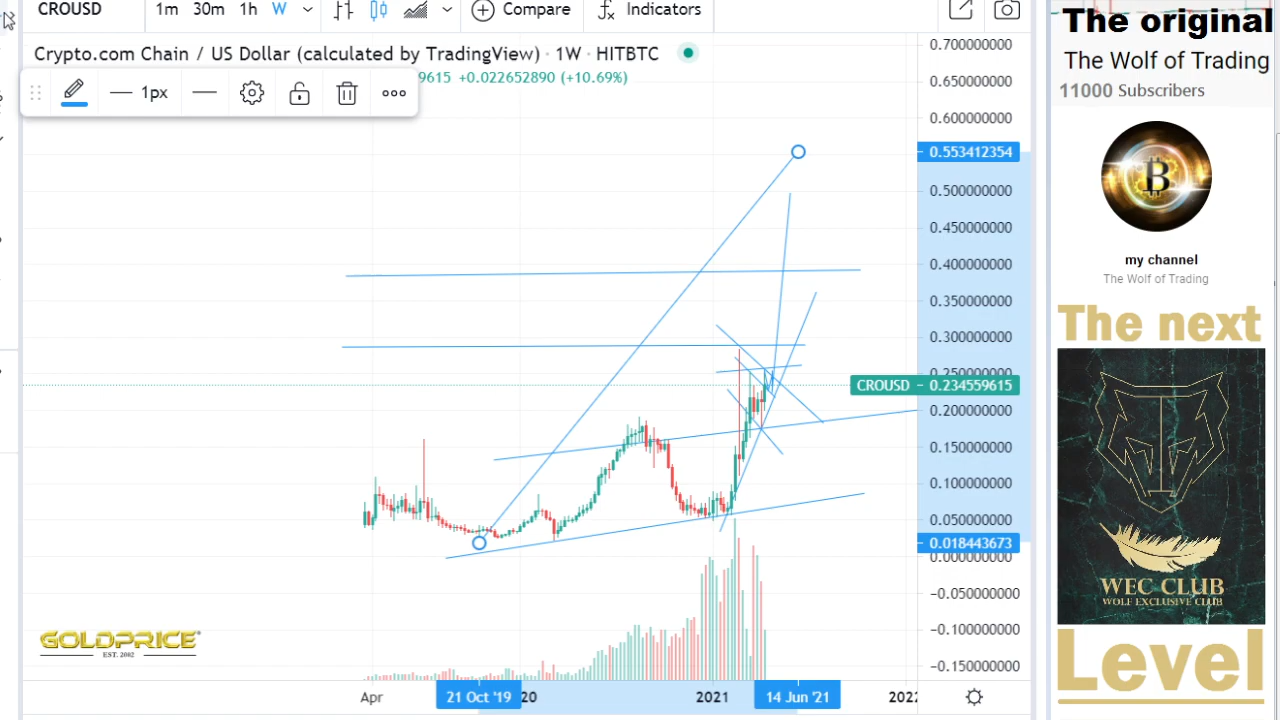 CROUSD
1m 30m 1h W Compare Indicators
Crypto.com Chain / US Dollar (calculated by TradingView) · 1W · HITBTC
9615 +0.022652890 (+10.69%)
1px
0.700000000
0.650000000
0.600000000
0.553412354
0.500000000
0.450000000
0.400000000
0.350000000
0.300000000
0.250000000
CROUSD 0.234559615
0.200000000
0.150000000
0.100000000
0.050000000
0.018443673
0.000000000
−0.050000000
−0.100000000
−0.150000000
Apr 21 Oct '19 20 2021 14 Jun '21 2022
GOLDPRICE
EST. 2002
The original
The Wolf of Trading
11000 Subscribers
B
my channel
The Wolf of Trading
The next
WEC CLUB
WOLF EXCLUSIVE CLUB
Level